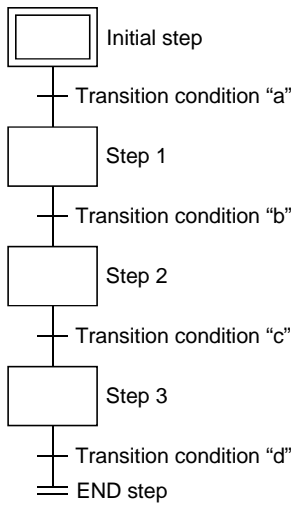 Initial step
Transition condition “a”
Step 1
Transition condition “b”
Step 2
Transition condition “c”
Step 3
Transition condition “d”
END step